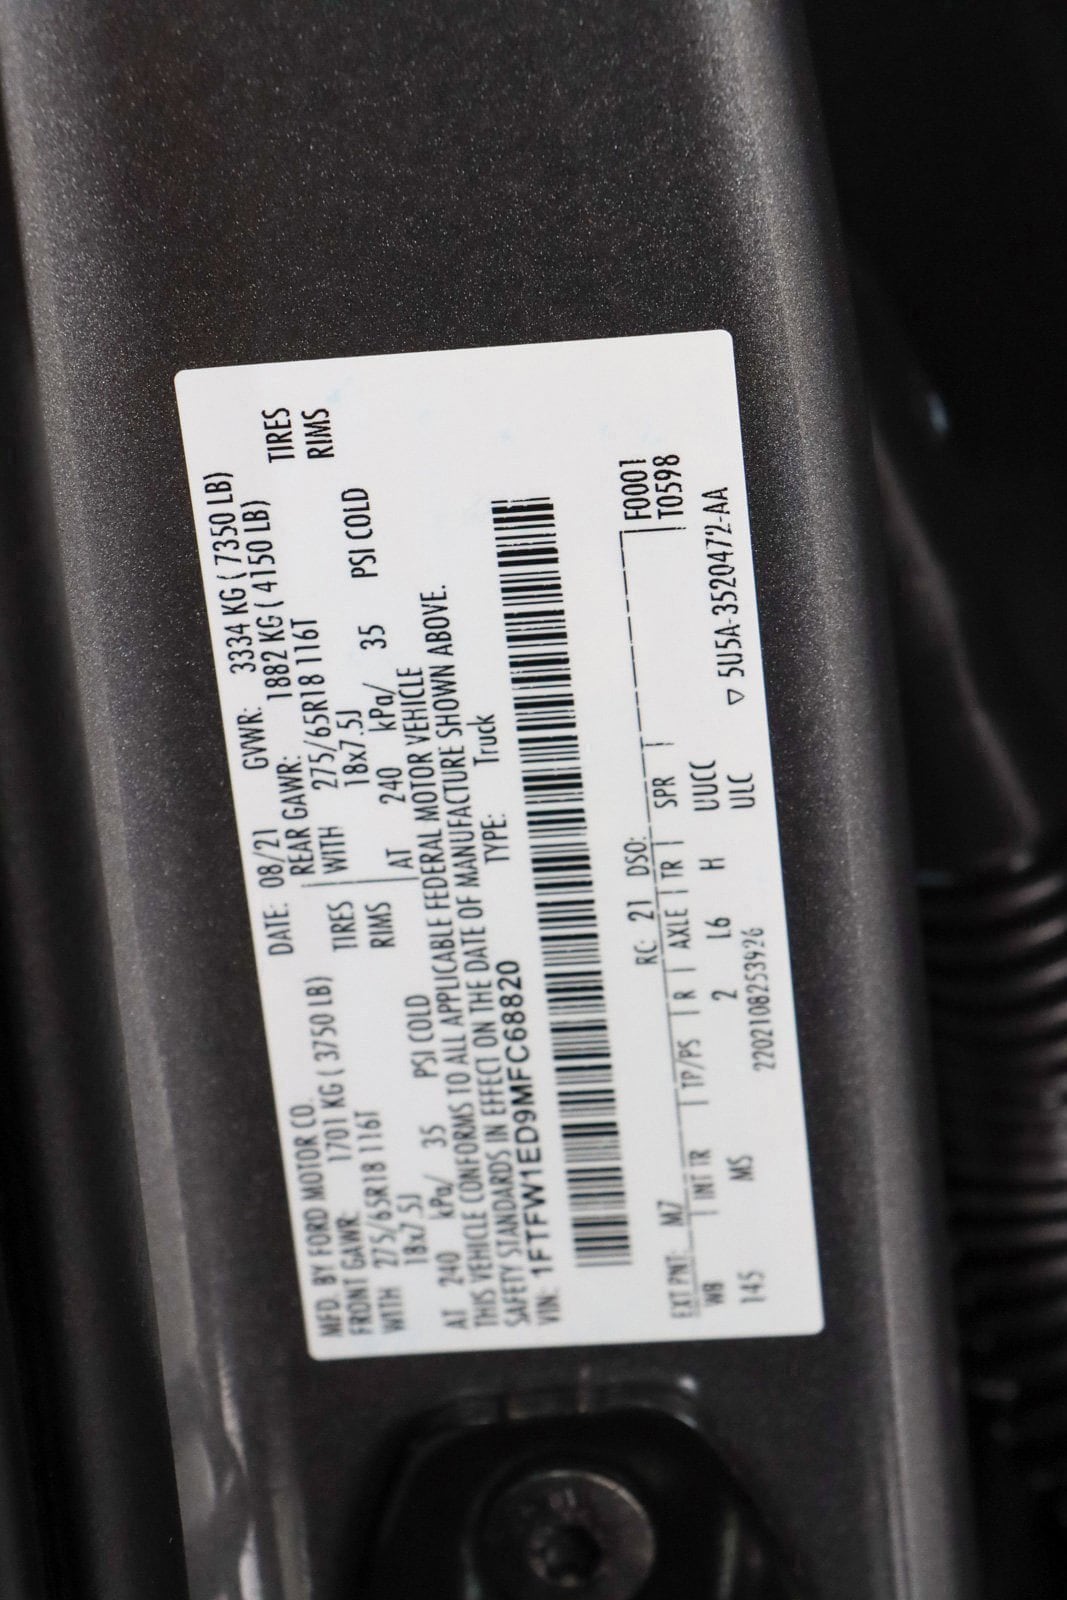 MFD. BY FORD MOTOR CO. DATE: 08/21 GVWR: 3334 KG ( 7350 LB)
FRONT GAWR: 1701 KG ( 3750 LB) REAR GAWR: 1882 KG ( 4150 LB)
WITH 275/65R18 116T TIRES WITH 275/65R18 116T TIRES
18x7.5J RIMS 18x7.5J RIMS
AT 240 kPa/ 35 PSI COLD AT 240 kPa/ 35 PSI COLD
THIS VEHICLE CONFORMS TO ALL APPLICABLE FEDERAL MOTOR VEHICLE
SAFETY STANDARDS IN EFFECT ON THE DATE OF MANUFACTURE SHOWN ABOVE.
VIN: 1FTFW1ED9MFC68820 TYPE: Truck
EXT PNT: M7 RC: 21 DSO: F0001
WB INT TR TP/PS R AXLE TR SPR T0598
145 MS 2 L6 H UUCC
ULC
2202108253926 ▽ 5U5A-3520472-AA